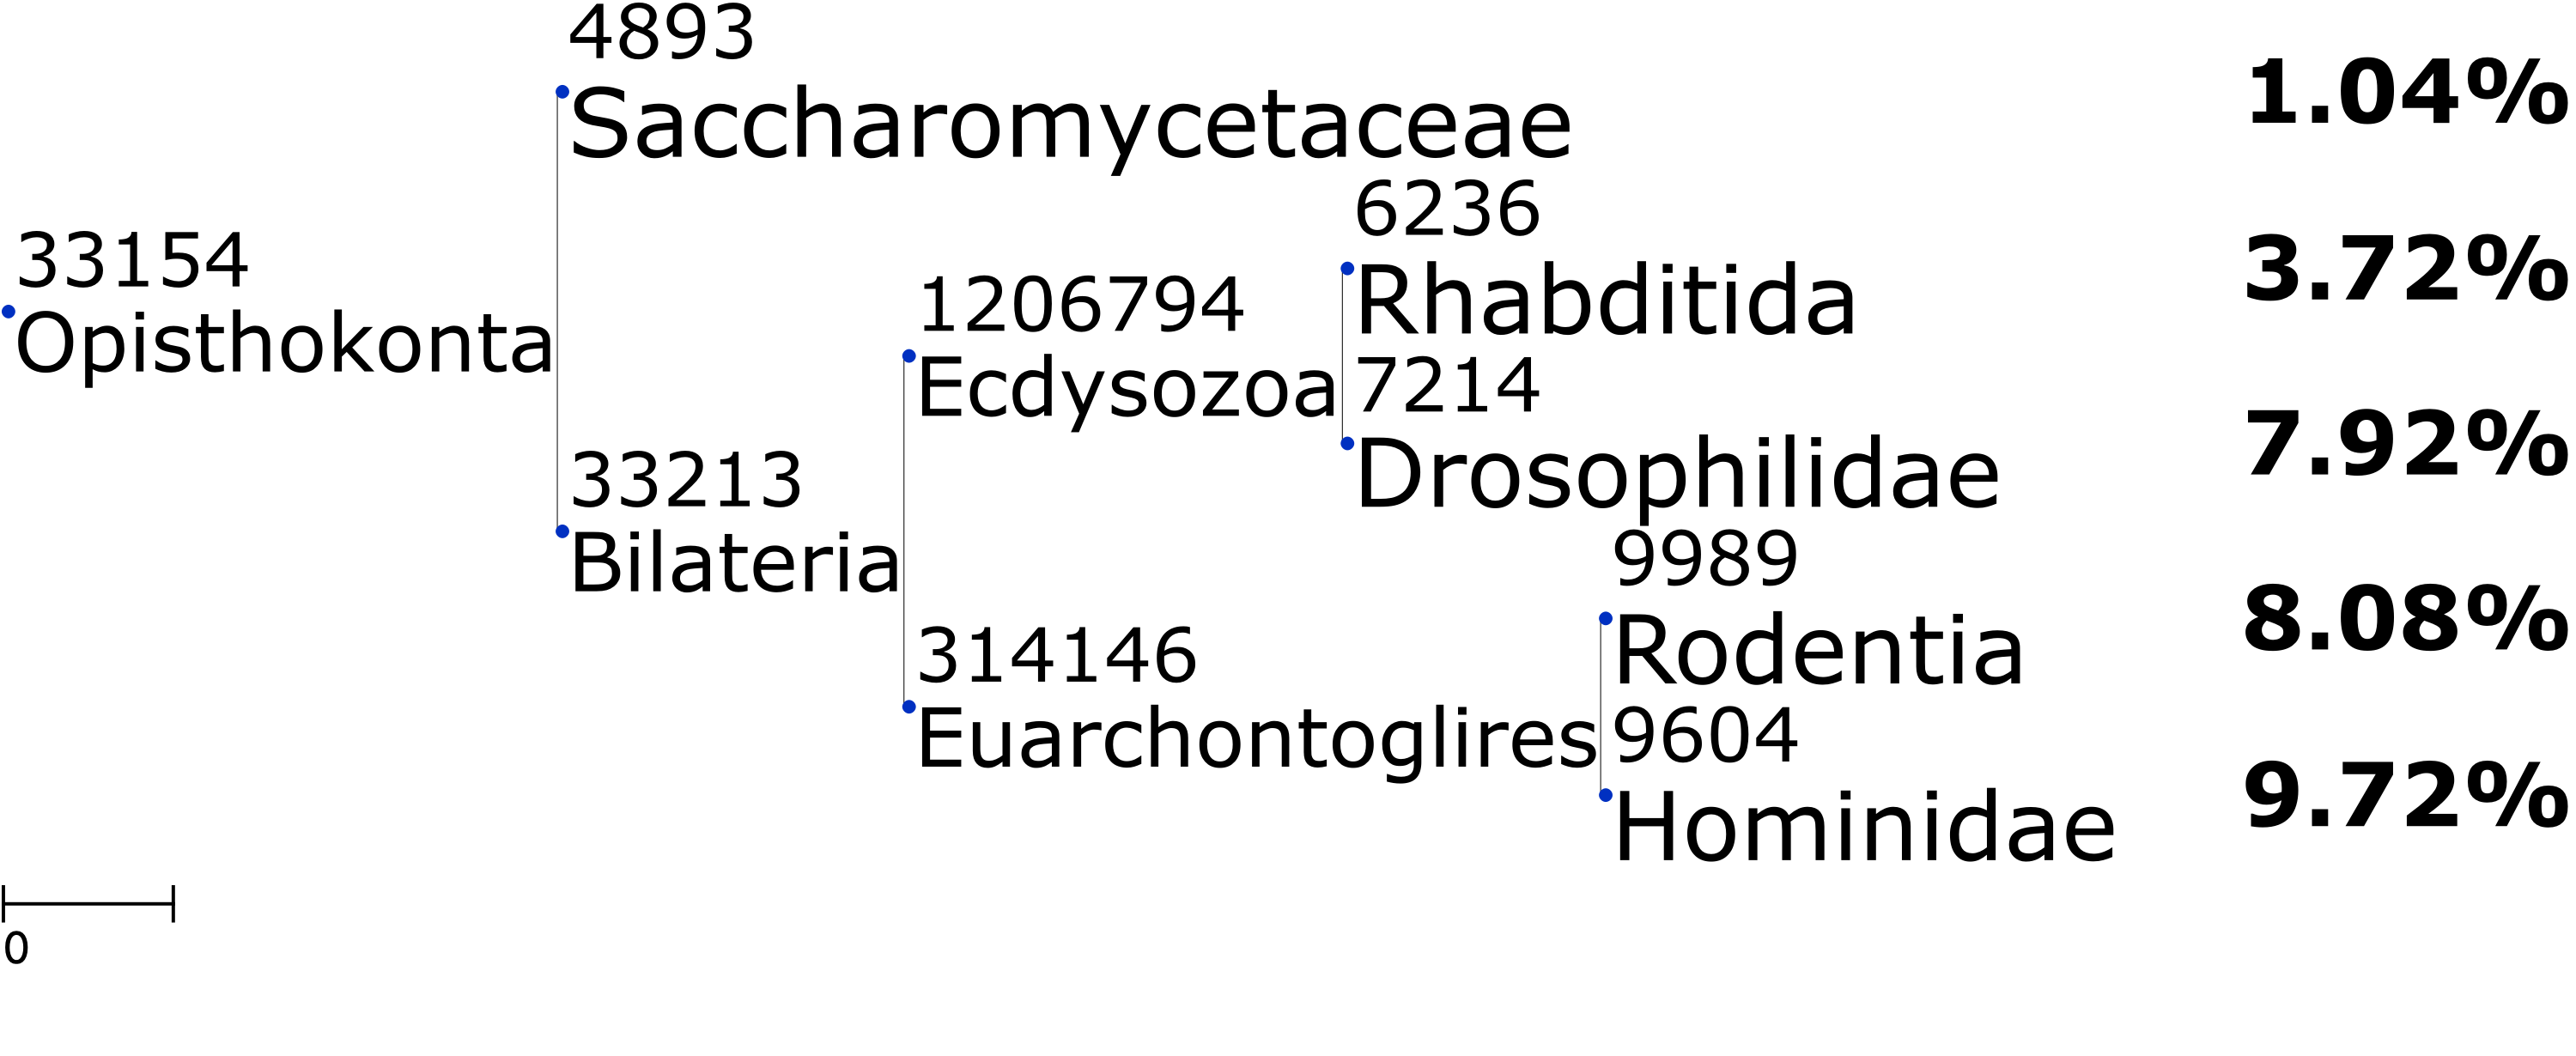 4893
Saccharomycetaceae
1.04%
6236
Rhabditida
3.72%
33154
Opisthokonta
1206794
Ecdysozoa
7214
Drosophilidae
7.92%
33213
Bilateria
9989
Rodentia
8.08%
314146
Euarchontoglires
9604
Hominidae
9.72%
0